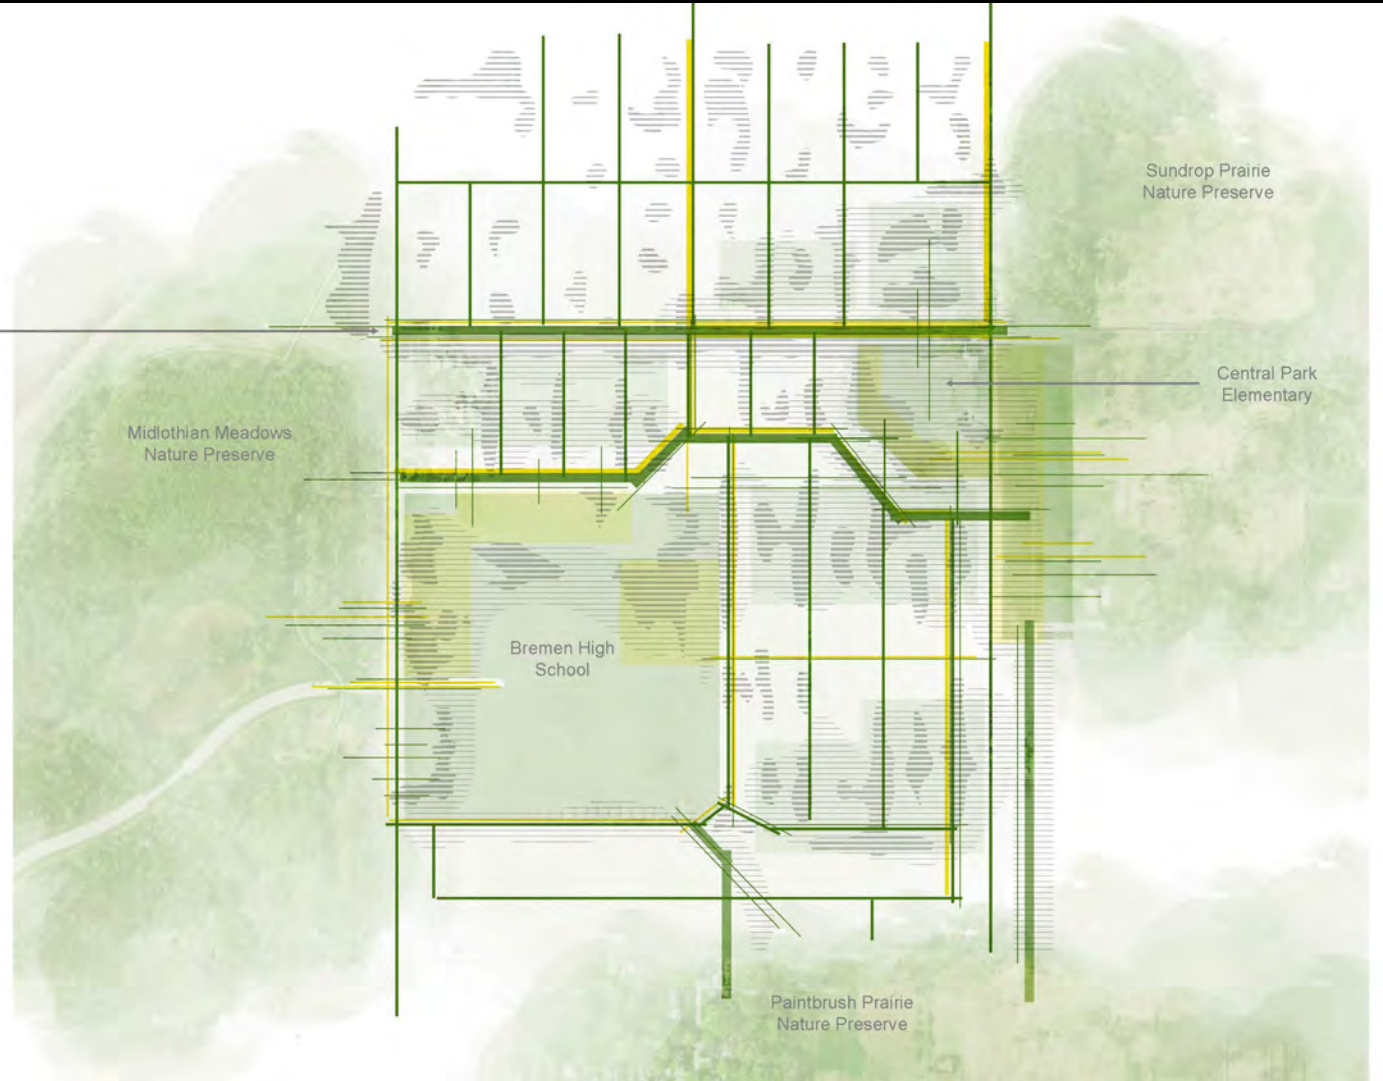 Sundrop Prairie
Nature Preserve
Central Park
Elementary
Midlothian Meadows
Nature Preserve
Bremen High
School
Paintbrush Prairie
Nature Preserve